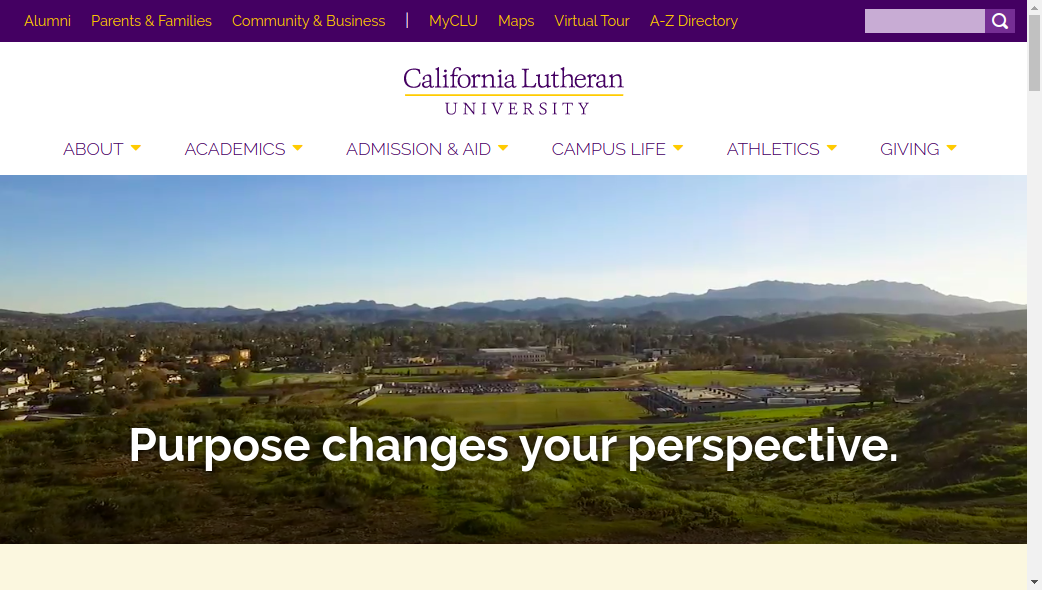 Alumni Parents & Families Community & Business | MyCLU Maps Virtual Tour A-Z Directory
California Lutheran
UNIVERSITY
ABOUT ACADEMICS ADMISSION & AID CAMPUS LIFE ATHLETICS GIVING
Purpose changes your perspective.